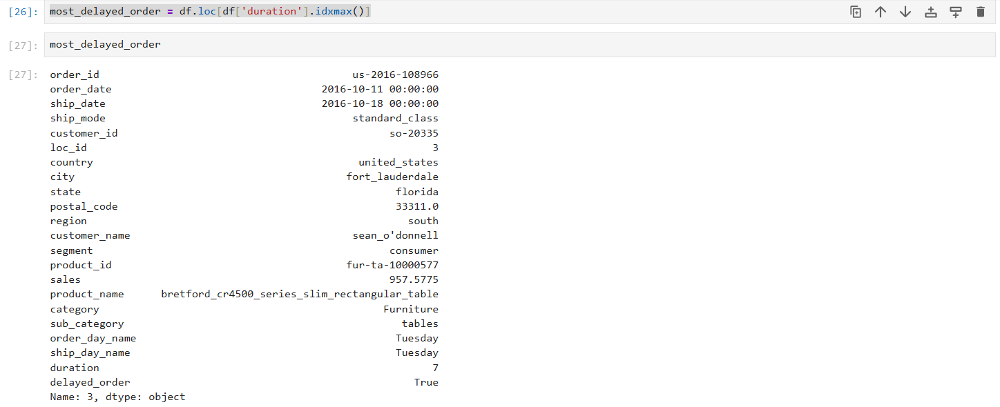 [26]: most_delayed_order = df.loc[df['duration'].idxmax()]
[27]: most_delayed_order
[27]: order_id us-2016-108966
order_date 2016-10-11 00:00:00
ship_date 2016-10-18 00:00:00
ship_mode standard_class
customer_id so-20335
loc_id 3
country united_states
city fort_lauderdale
state florida
postal_code 33311.0
region south
customer_name sean_o'donnell
segment consumer
product_id fur-ta-10000577
sales 957.5775
product_name bretford_cr4500_series_slim_rectangular_table
category Furniture
sub_category tables
order_day_name Tuesday
ship_day_name Tuesday
duration 7
delayed_order True
Name: 3, dtype: object